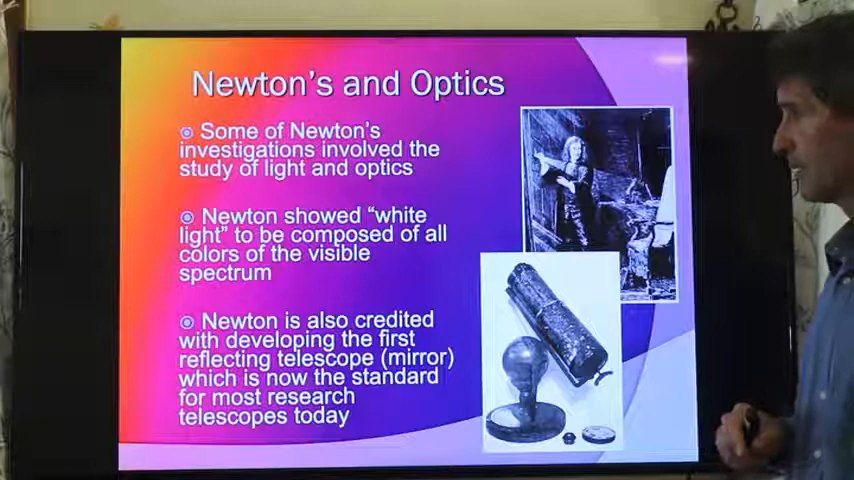 Newton's and Optics
Some of Newton's
investigations involved the
study of light and optics
Newton showed “white
light” to be composed of all
colors of the visible
spectrum
Newton is also credited
with developing the first
reflecting telescope (mirror)
which is now the standard
for most research
telescopes today